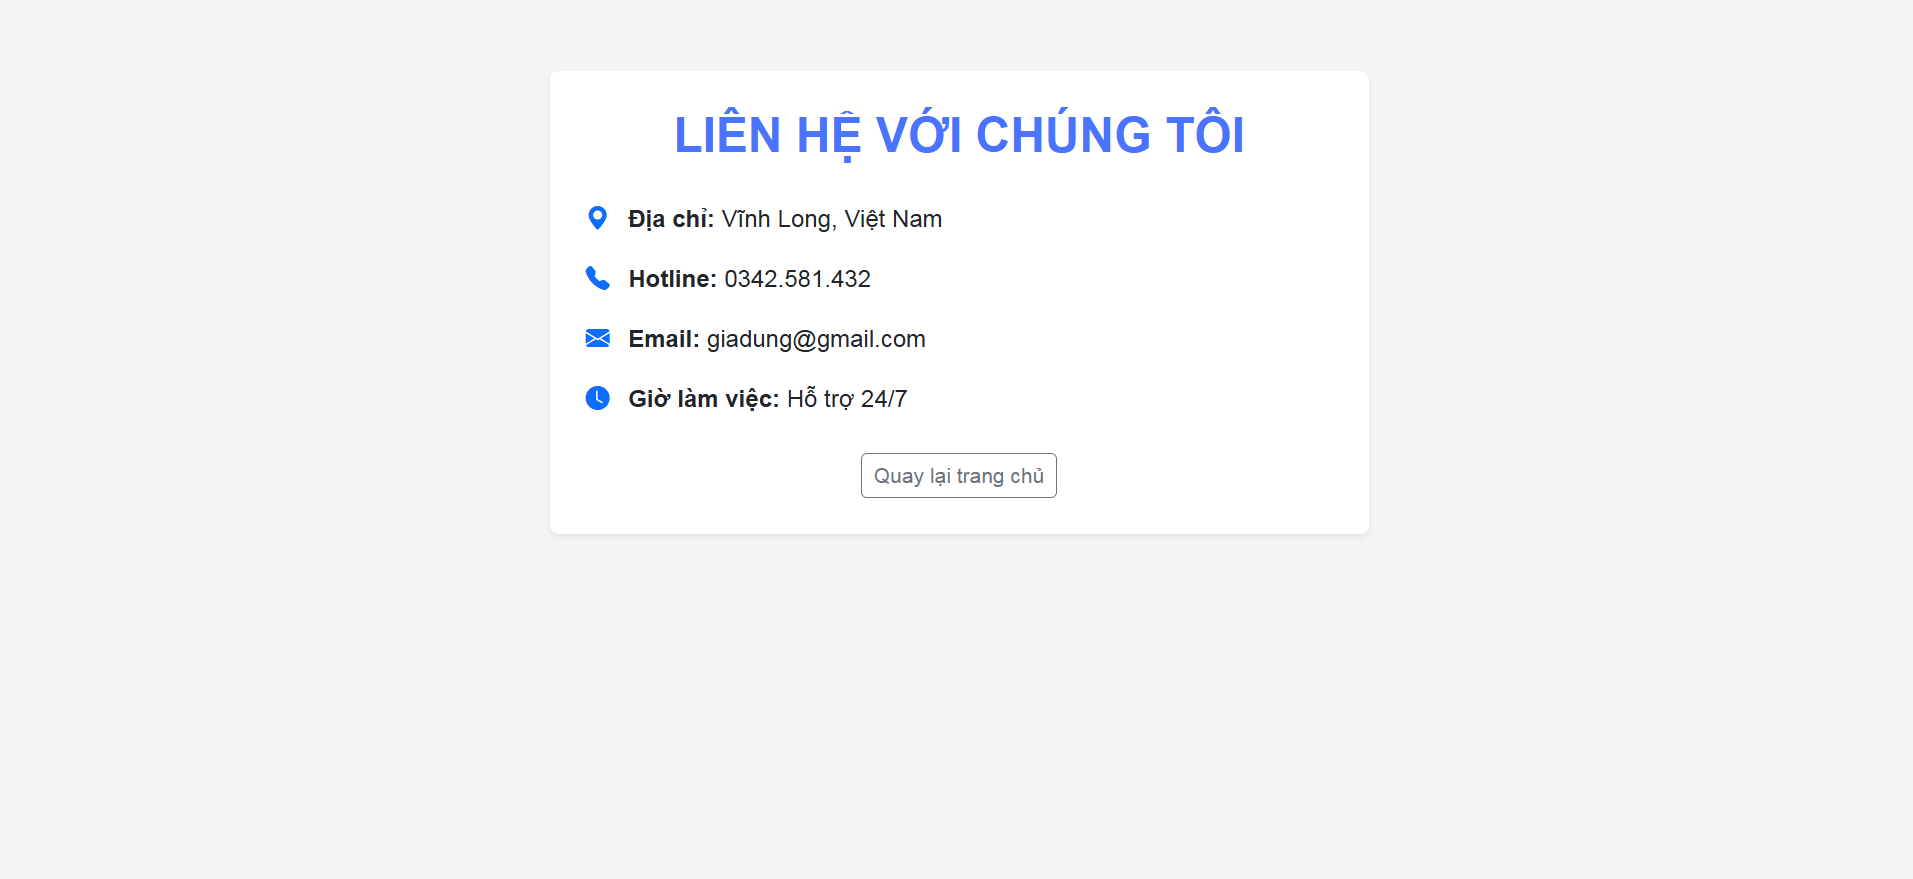 LIÊN HỆ VỚI CHÚNG TÔI
Địa chỉ: Vĩnh Long, Việt Nam
Hotline: 0342.581.432
Email: giadung@gmail.com
Giờ làm việc: Hỗ trợ 24/7
Quay lại trang chủ